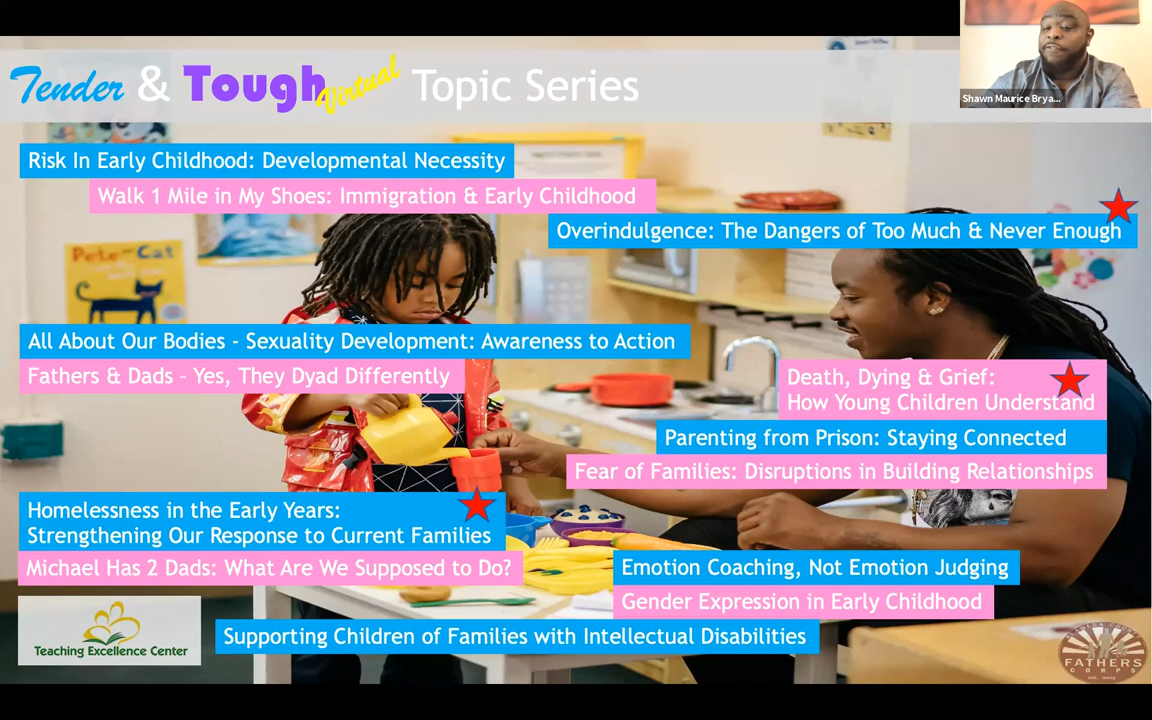 Tender & Tough Virtual Topic Series
Shawn Maurice Brya...
Risk In Early Childhood: Developmental Necessity
Walk 1 Mile in My Shoes: Immigration & Early Childhood
Overindulgence: The Dangers of Too Much & Never Enough
Pete the Cat
All About Our Bodies - Sexuality Development: Awareness to Action
Fathers & Dads – Yes, They Dyad Differently
Death, Dying & Grief:
How Young Children Understand
Parenting from Prison: Staying Connected
Fear of Families: Disruptions in Building Relationships
Homelessness in the Early Years:
Strengthening Our Response to Current Families
Michael Has 2 Dads: What Are We Supposed to Do?
Emotion Coaching, Not Emotion Judging
Gender Expression in Early Childhood
Supporting Children of Families with Intellectual Disabilities
Teaching Excellence Center
FATHERS
CORPS